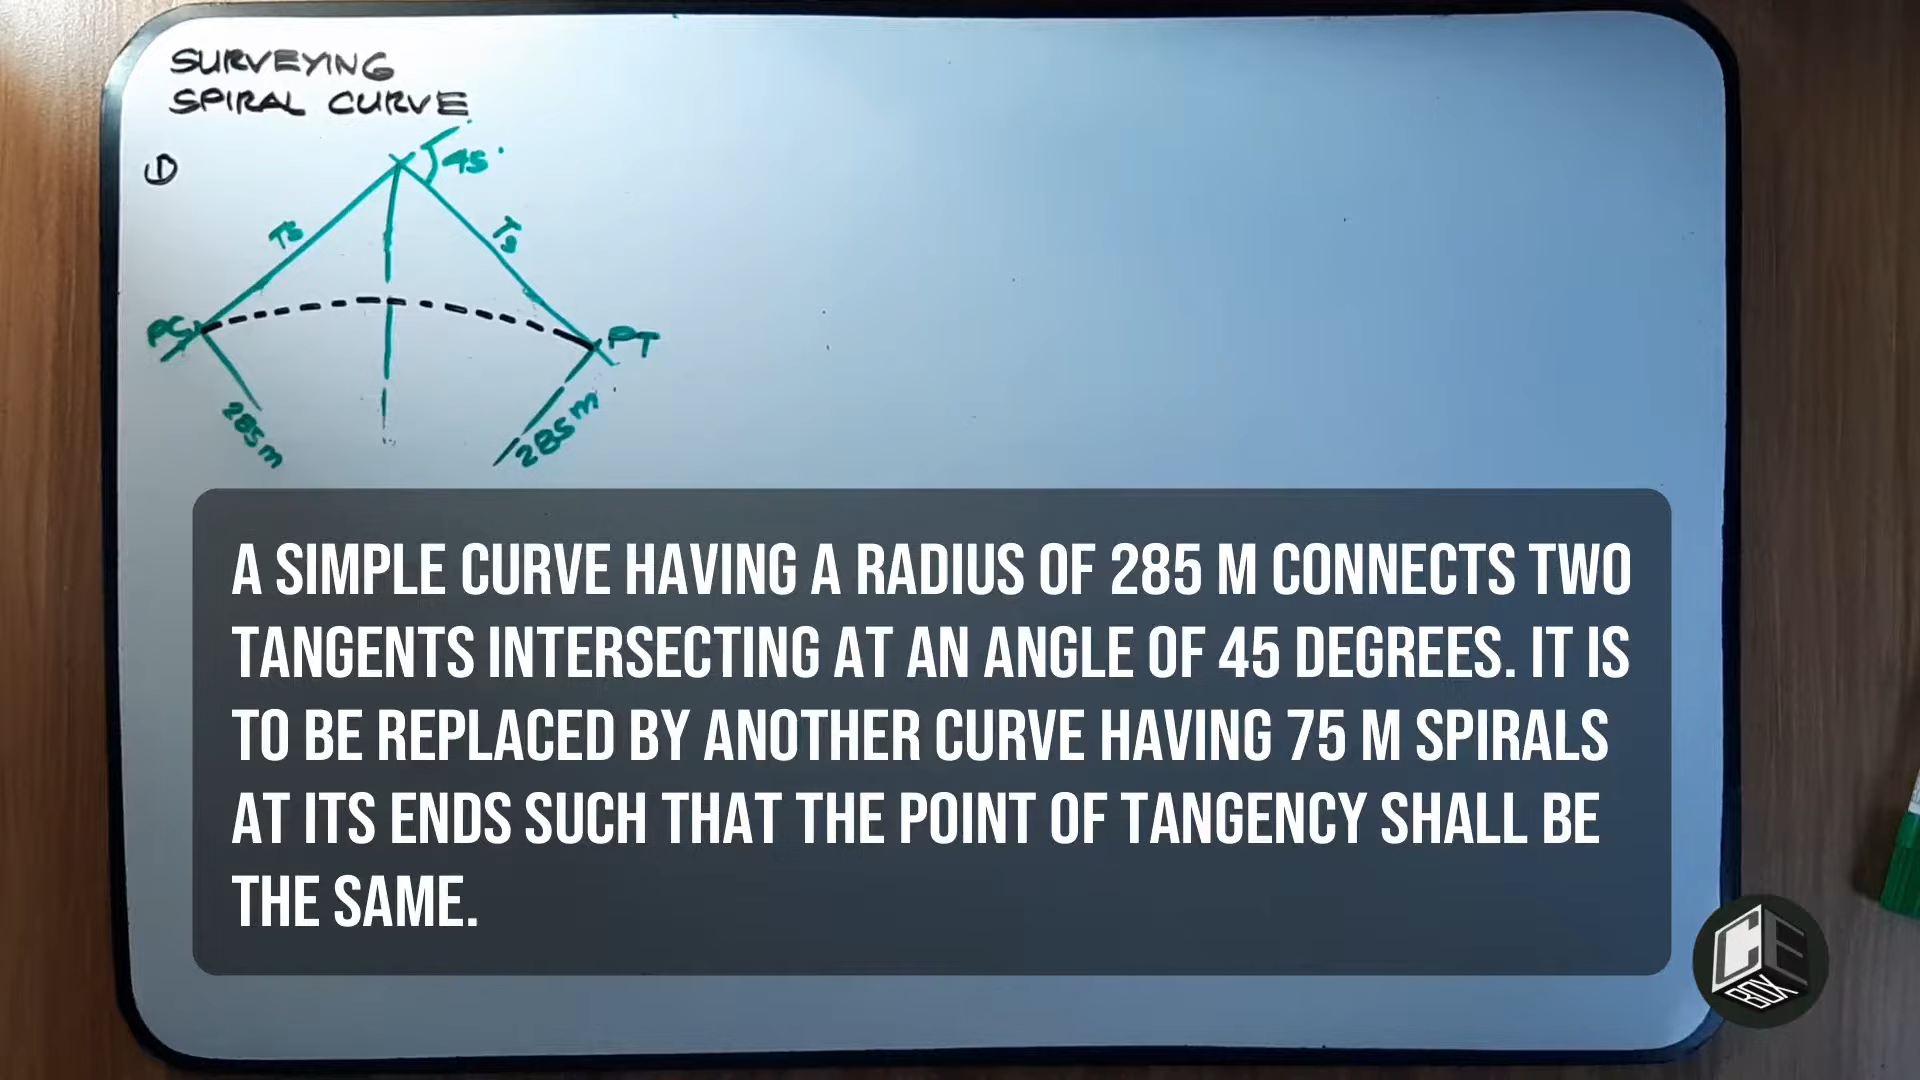 SURVEYING
SPIRAL CURVE
1
45°
Ts
Ts
PC
PT
285m
285m
A SIMPLE CURVE HAVING A RADIUS OF 285 M CONNECTS TWO
TANGENTS INTERSECTING AT AN ANGLE OF 45 DEGREES. IT IS
TO BE REPLACED BY ANOTHER CURVE HAVING 75 M SPIRALS
AT ITS ENDS SUCH THAT THE POINT OF TANGENCY SHALL BE
THE SAME.
CE
BOX